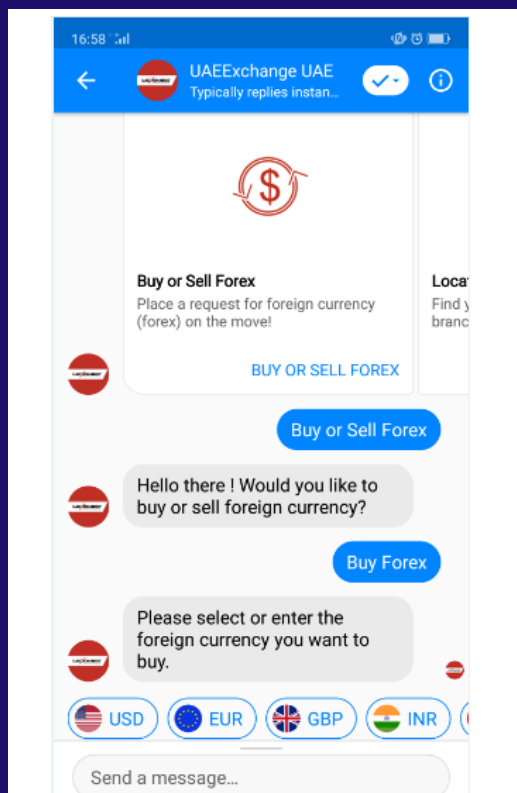 16:58
UAEExchange UAE
Typically replies instan...
Buy or Sell Forex
Place a request for foreign currency
(forex) on the move!
BUY OR SELL FOREX
Locat
Find y
branc
Buy or Sell Forex
Hello there ! Would you like to
buy or sell foreign currency?
Buy Forex
Please select or enter the
foreign currency you want to
buy.
USD EUR GBP INR
Send a message...